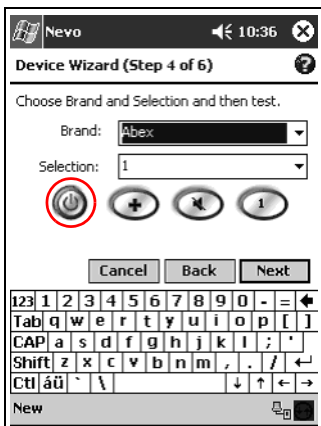 Nevo 10:36
Device Wizard (Step 4 of 6) ?
Choose Brand and Selection and then test.
Brand: Abex
Selection: 1
+ 1
Cancel Back Next
123 1 2 3 4 5 6 7 8 9 0 - =
Tab q w e r t y u i o p [ ]
CAP a s d f g h j k l ; '
Shift z x c v b n m , . /
Ctl áü ` \
New